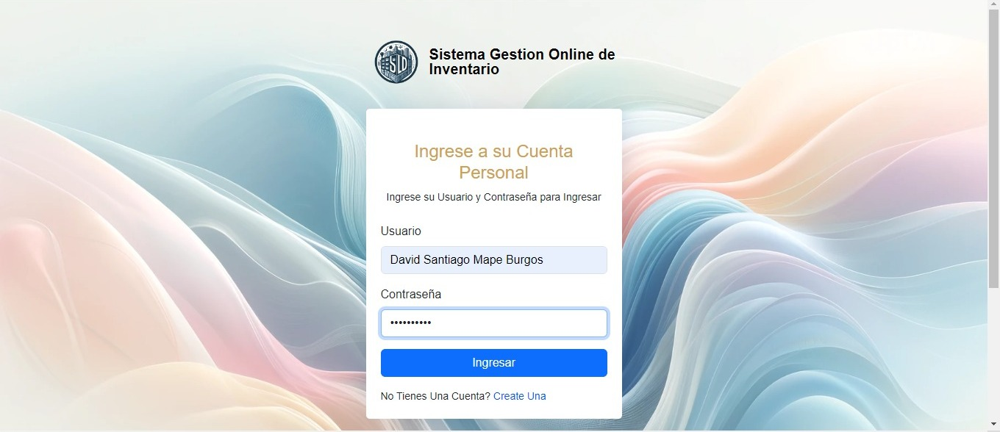 SLD
Sistema Gestion Online de
Inventario
Ingrese a su Cuenta
Personal
Ingrese su Usuario y Contraseña para Ingresar
Usuario
David Santiago Mape Burgos
Contraseña
••••••••••
Ingresar
No Tienes Una Cuenta? Create Una